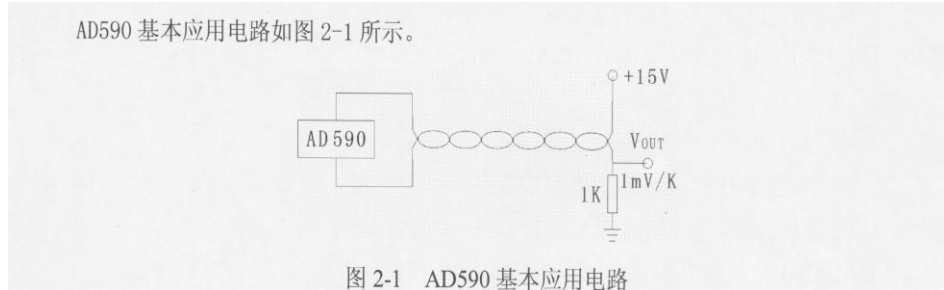 AD590 基本应用电路如图 2-1 所示。
+15V
AD590
VOUT
1mV/K
1K
图 2-1 AD590 基本应用电路